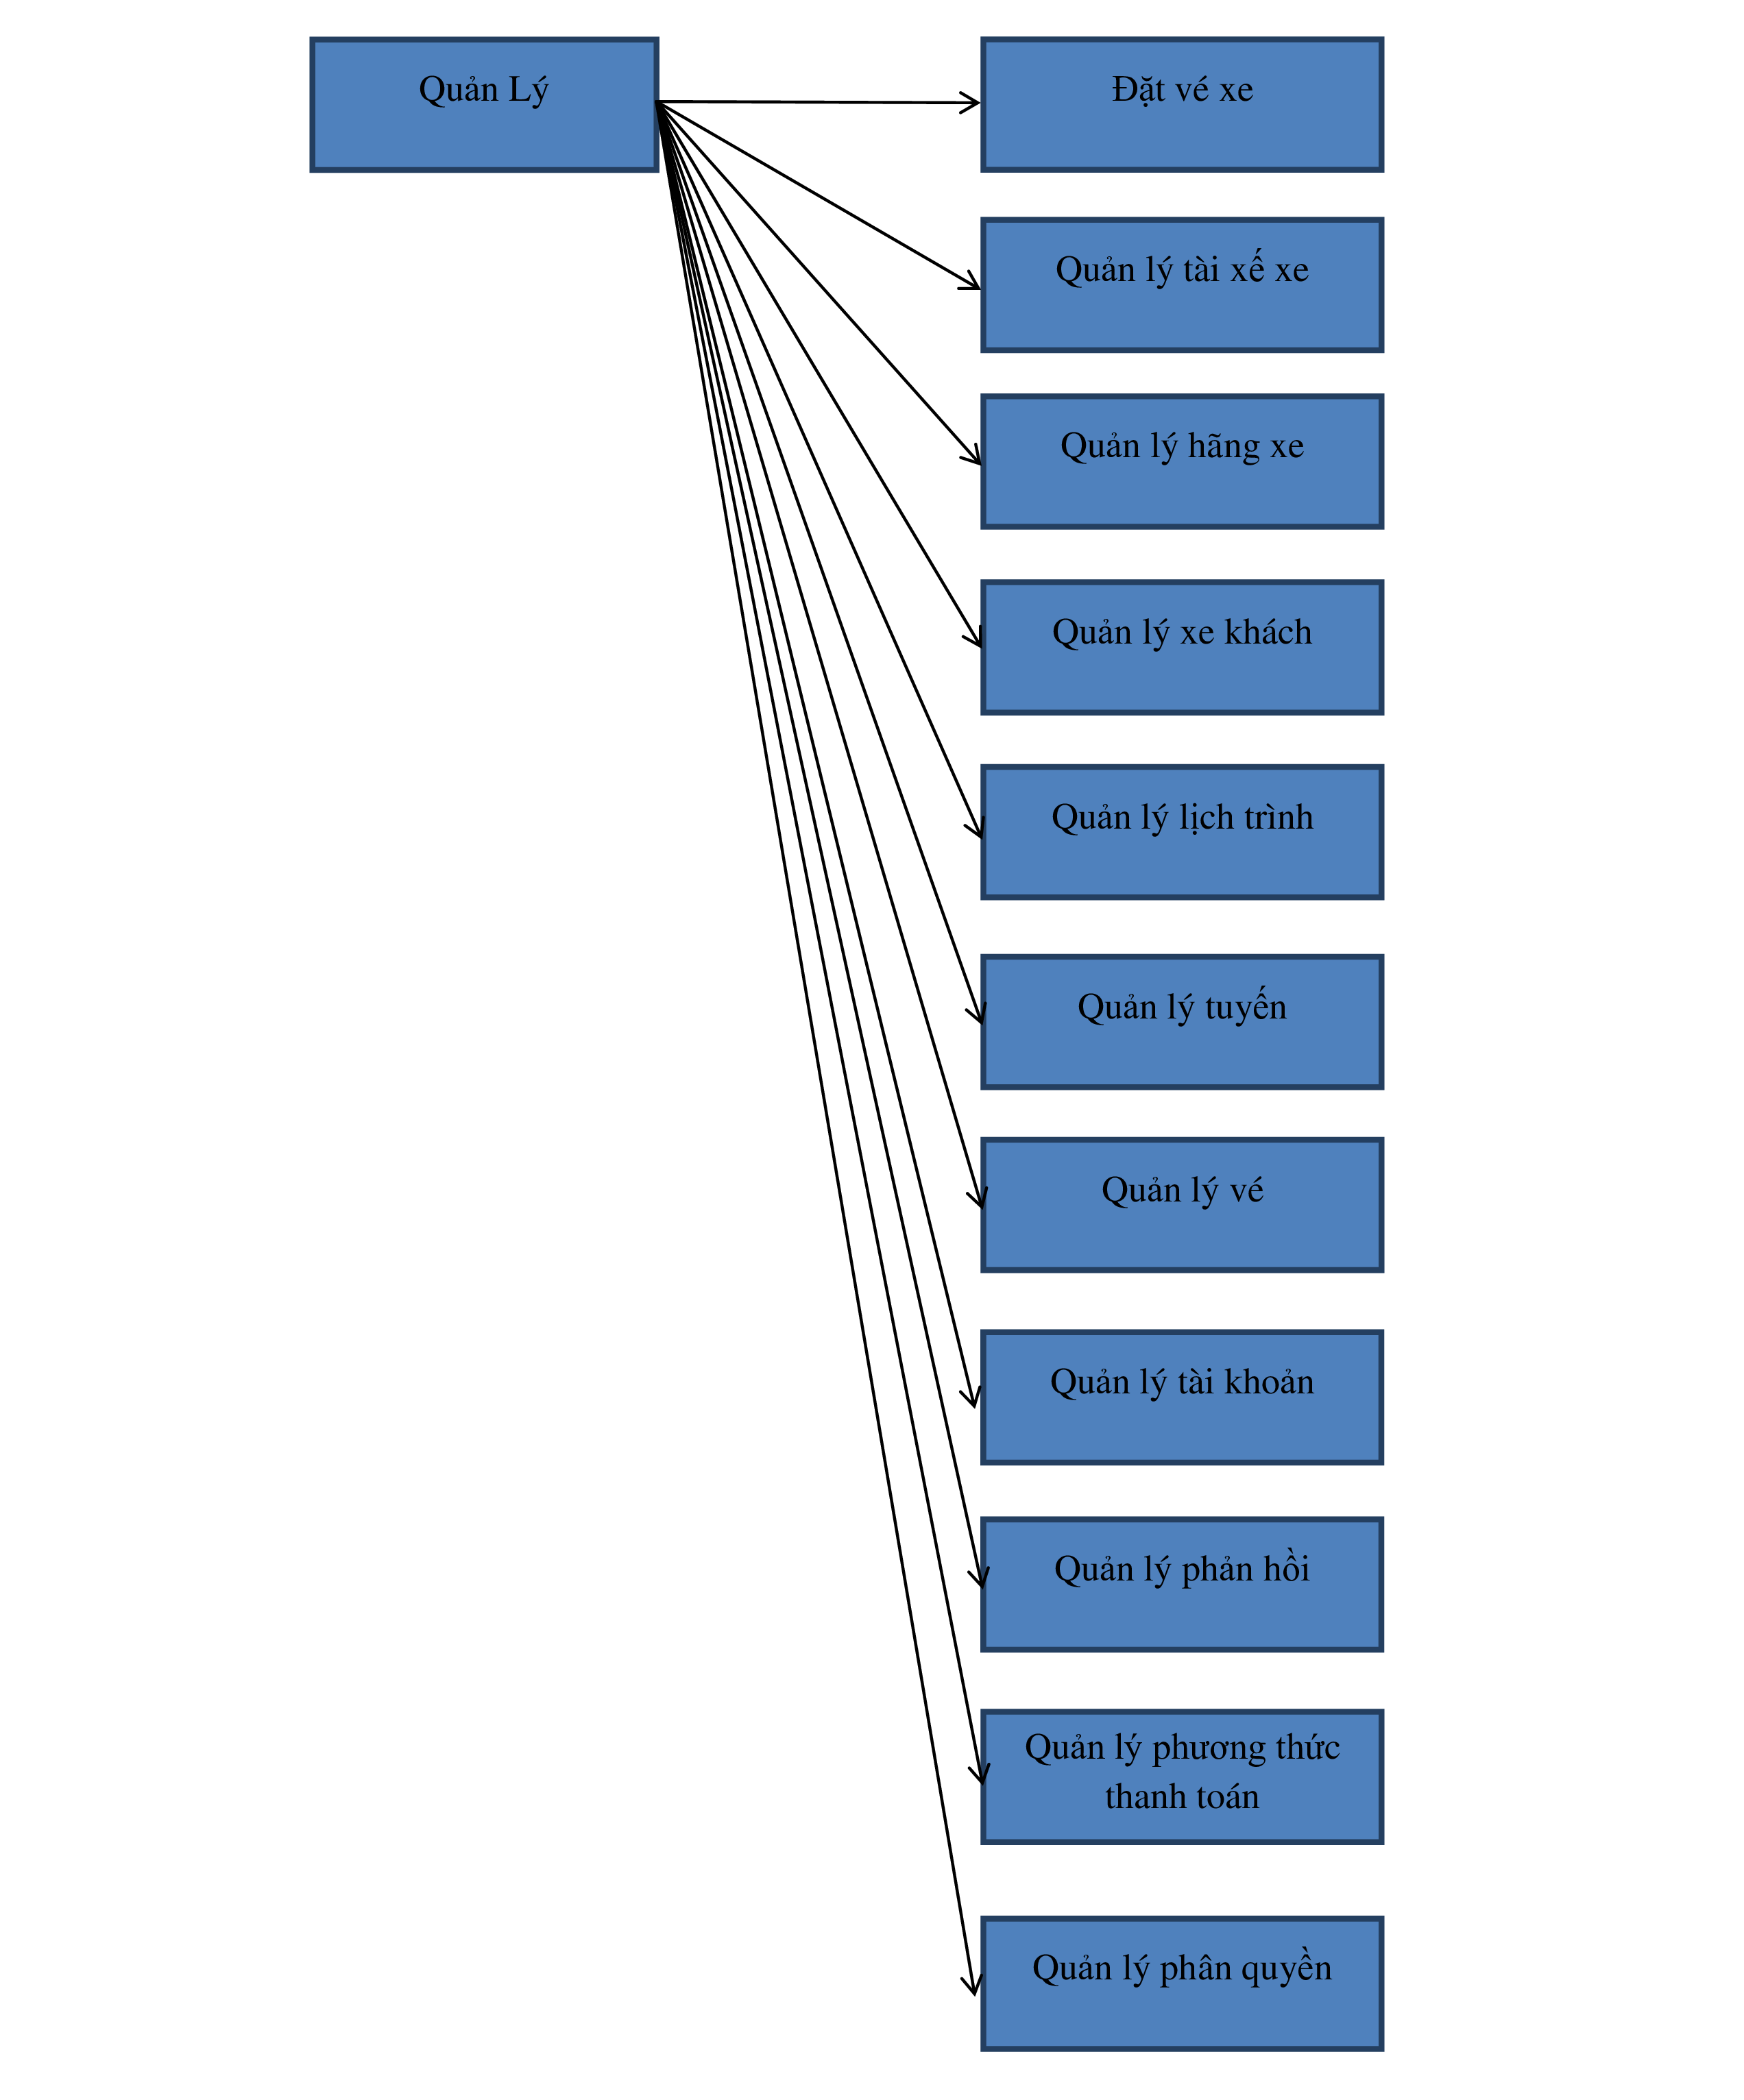 Quản Lý
Đặt vé xe
Quản lý tài xế xe
Quản lý hãng xe
Quản lý xe khách
Quản lý lịch trình
Quản lý tuyến
Quản lý vé
Quản lý tài khoản
Quản lý phản hồi
Quản lý phương thức
thanh toán
Quản lý phân quyền